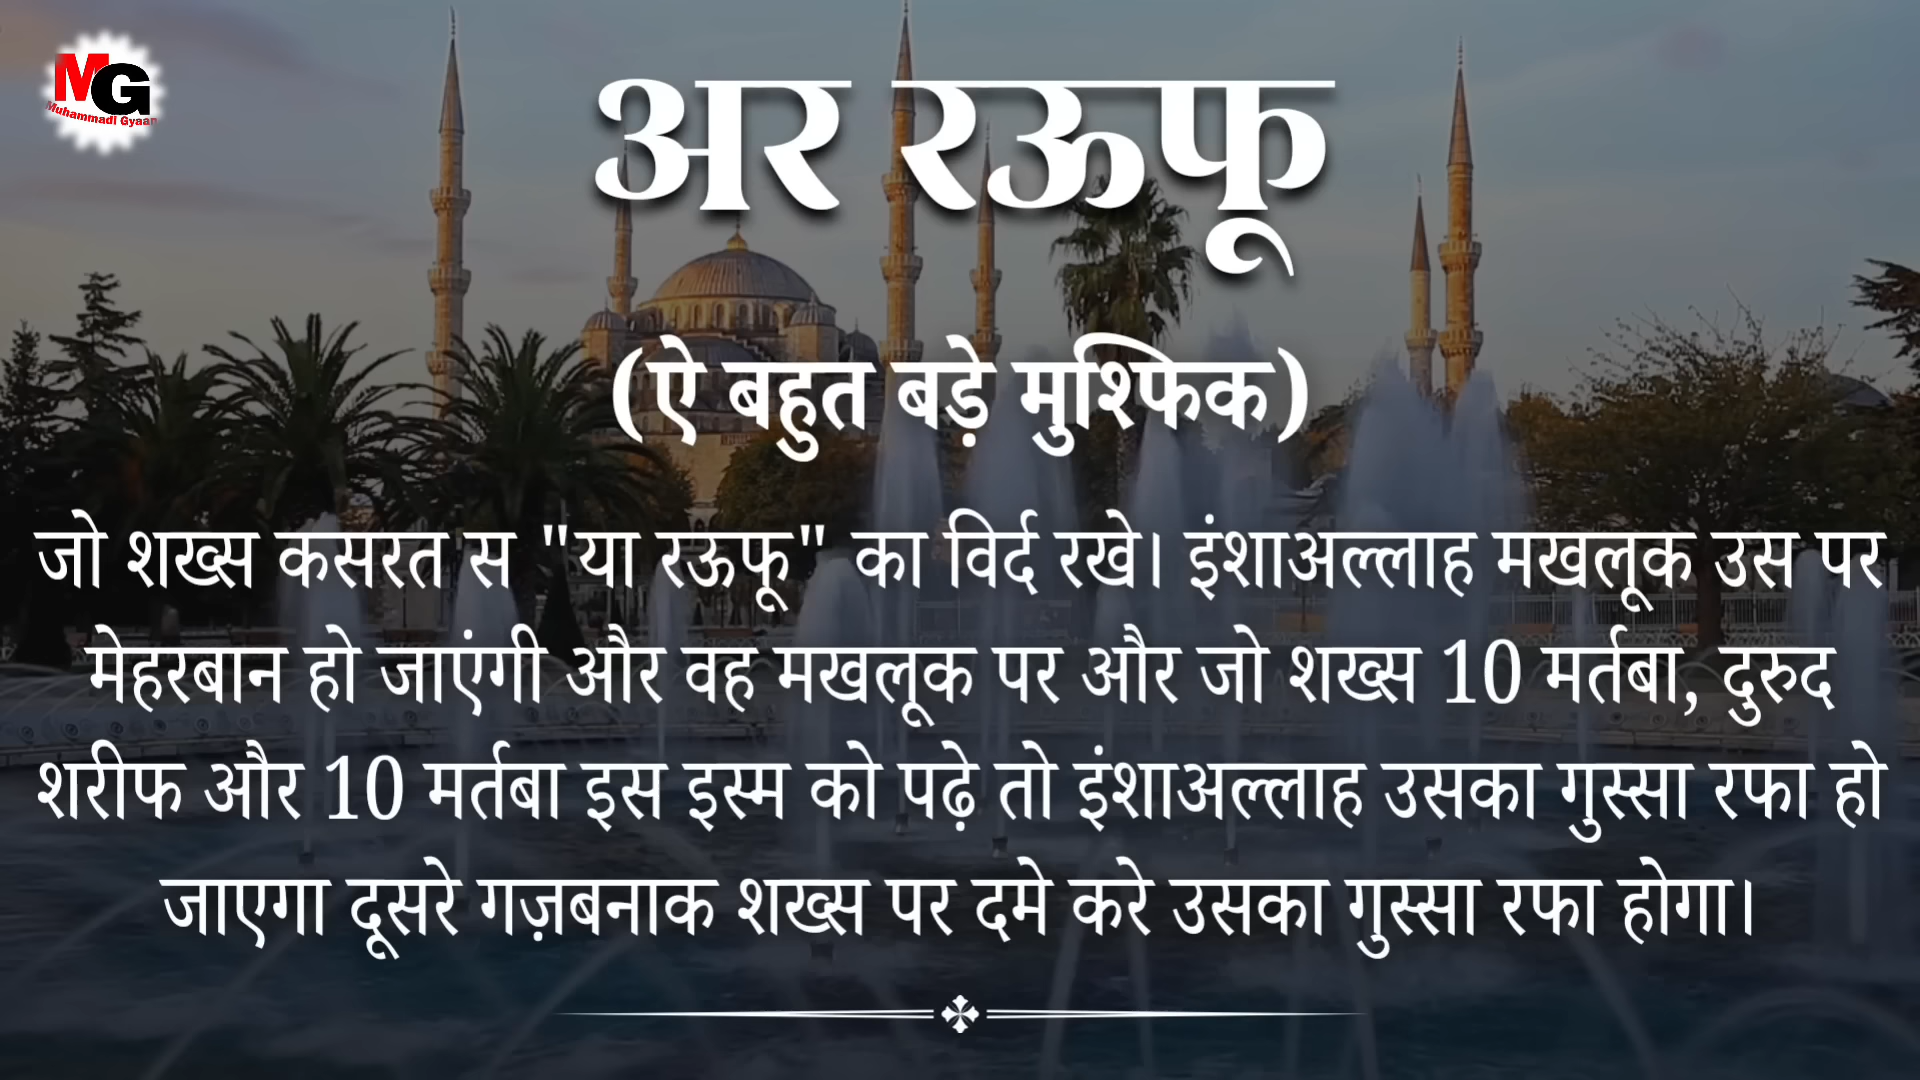 MG
Muhammadi Gyaan
अर रऊफू
(ऐ बहुत बड़े मुश्फिक)
जो शख्स कसरत स "या रऊफू" का विर्द रखे। इंशाअल्लाह मखलूक उस पर
मेहरबान हो जाएंगी और वह मखलूक पर और जो शख्स 10 मर्तबा, दुरुद
शरीफ और 10 मर्तबा इस इस्म को पढ़े तो इंशाअल्लाह उसका गुस्सा रफा हो
जाएगा दूसरे गज़बनाक शख्स पर दमे करे उसका गुस्सा रफा होगा।